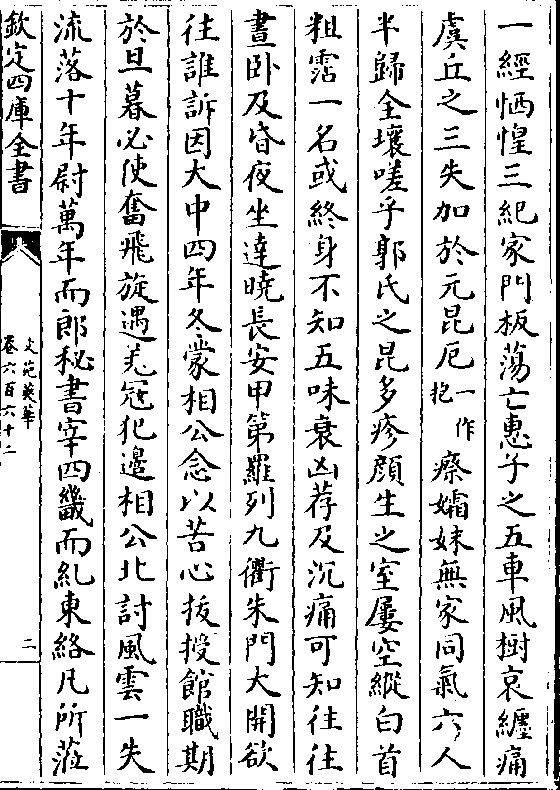 一經恓惶三紀家門板蕩亡惠子之五車風樹哀纏痛
虞丘之三失加於元昆厄一作抱瘵孀妹無家同氣六人
半歸全壤嗟乎郭氏之昆多疹顔生之室屢空縱白首
粗霑一名或終身不知五味衰凶荐及沉痛可知往往
晝卧及昏夜坐達曉長安甲第羅列九衢朱門大開欲
往誰訴因大中四年冬蒙相公念以苦心拔授館職期
於旦暮必使奮飛旋遇羌冦犯邊相公北討風雲一失
流落十年尉萬年而郎秘書宰四畿而糺東絡凡所蒞
欽定四庫全書
文苑英華
卷六百六十二
二